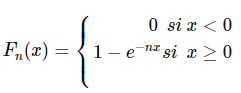 0 si x < 0
F_n(x) = {
1 − e^{−nx} si x ≥ 0